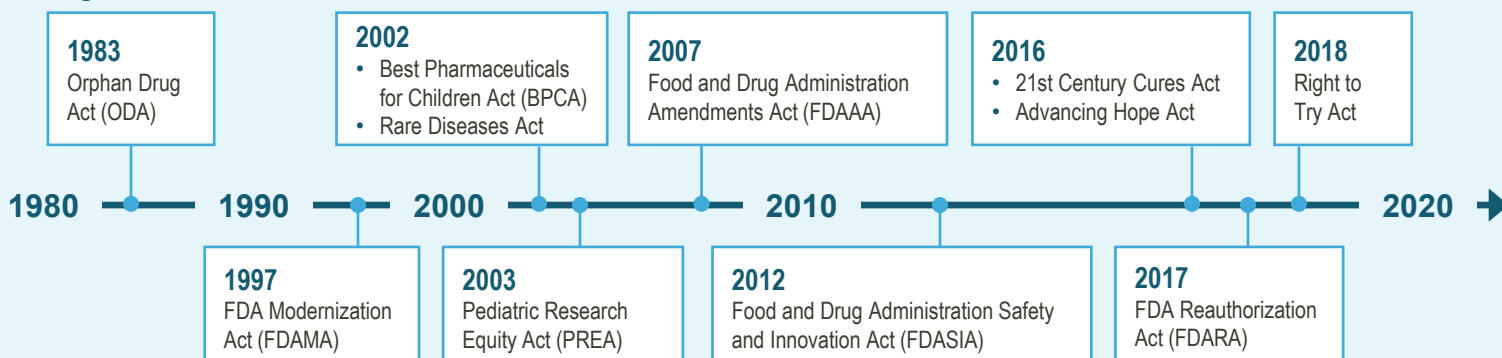 1983
Orphan Drug
Act (ODA)
2002
• Best Pharmaceuticals
for Children Act (BPCA)
• Rare Diseases Act
2007
Food and Drug Administration
Amendments Act (FDAAA)
2016
• 21st Century Cures Act
• Advancing Hope Act
2018
Right to
Try Act
1980
1990
2000
2010
2020
1997
FDA Modernization
Act (FDAMA)
2003
Pediatric Research
Equity Act (PREA)
2012
Food and Drug Administration Safety
and Innovation Act (FDASIA)
2017
FDA Reauthorization
Act (FDARA)